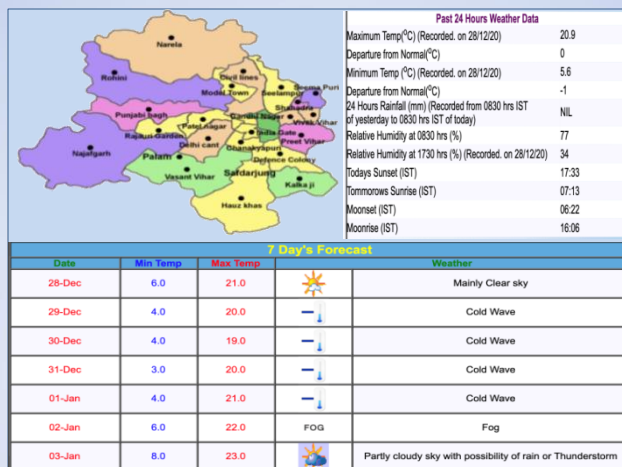 Narela
Rohini
Civil lines
Model Town
Seelampur
Seema Puri
Shahdara
Punjabi bagh
Gandhi Nagar
Vivek Vihar
Patel nagar
Rajouri Garden
India Gate
Preet Vihar
Delhi cant
Najafgarh
Chanakyapuri
Palam
Defence Colony
Vasant Vihar
Safdarjung
Kalka ji
Hauz khas
Past 24 Hours Weather Data
Maximum Temp(°C) (Recorded. on 28/12/20) 20.9
Departure from Normal(°C) 0
Minimum Temp (°C) (Recorded. on 28/12/20) 5.6
Departure from Normal(°C) -1
24 Hours Rainfall (mm) (Recorded from 0830 hrs IST
of yesterday to 0830 hrs IST of today) NIL
Relative Humidity at 0830 hrs (%) 77
Relative Humidity at 1730 hrs (%) (Recorded. on 28/12/20) 34
Todays Sunset (IST) 17:33
Tommorows Sunrise (IST) 07:13
Moonset (IST) 06:22
Moonrise (IST) 16:06
7 Day's Forecast
Date Min Temp Max Temp Weather
28-Dec 6.0 21.0 Mainly Clear sky
29-Dec 4.0 20.0 Cold Wave
30-Dec 4.0 19.0 Cold Wave
31-Dec 3.0 20.0 Cold Wave
01-Jan 4.0 21.0 Cold Wave
02-Jan 6.0 22.0 FOG Fog
03-Jan 8.0 23.0 Partly cloudy sky with possibility of rain or Thunderstorm